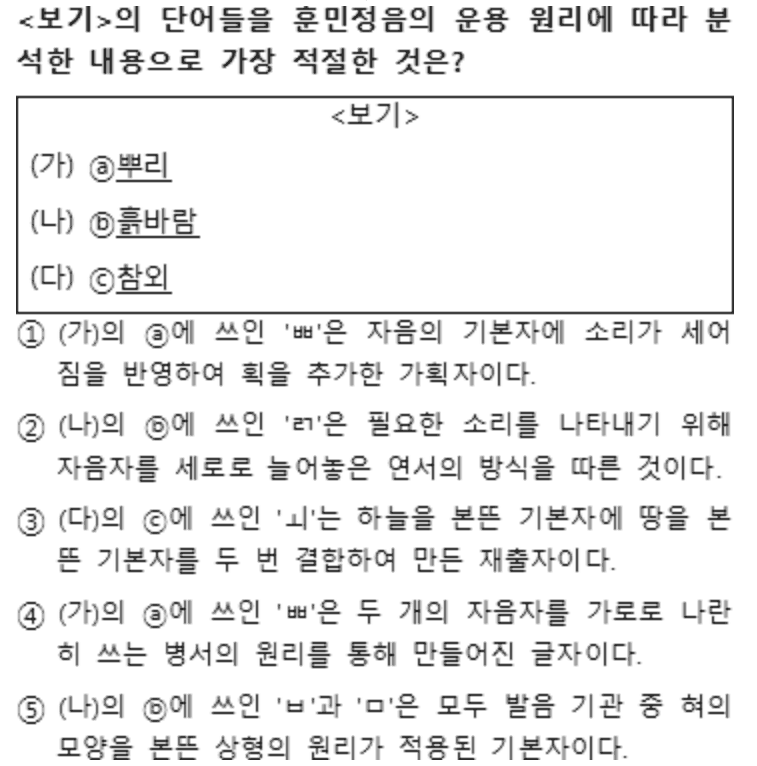 <보기>의 단어들을 훈민정음의 운용 원리에 따라 분
석한 내용으로 가장 적절한 것은?
<보기>
(가) ⓐ뿌리
(나) ⓑ흙바람
(다) ⓒ참외
① (가)의 ⓐ에 쓰인 'ㅃ'은 자음의 기본자에 소리가 세어
짐을 반영하여 획을 추가한 가획자이다.
② (나)의 ⓑ에 쓰인 'ㄺ'은 필요한 소리를 나타내기 위해
자음자를 세로로 늘어놓은 연서의 방식을 따른 것이다.
③ (다)의 ⓒ에 쓰인 'ㅚ'는 하늘을 본뜬 기본자에 땅을 본
뜬 기본자를 두 번 결합하여 만든 재출자이다.
④ (가)의 ⓐ에 쓰인 'ㅃ'은 두 개의 자음자를 가로로 나란
히 쓰는 병서의 원리를 통해 만들어진 글자이다.
⑤ (나)의 ⓑ에 쓰인 'ㅂ'과 'ㅁ'은 모두 발음 기관 중 혀의
모양을 본뜬 상형의 원리가 적용된 기본자이다.